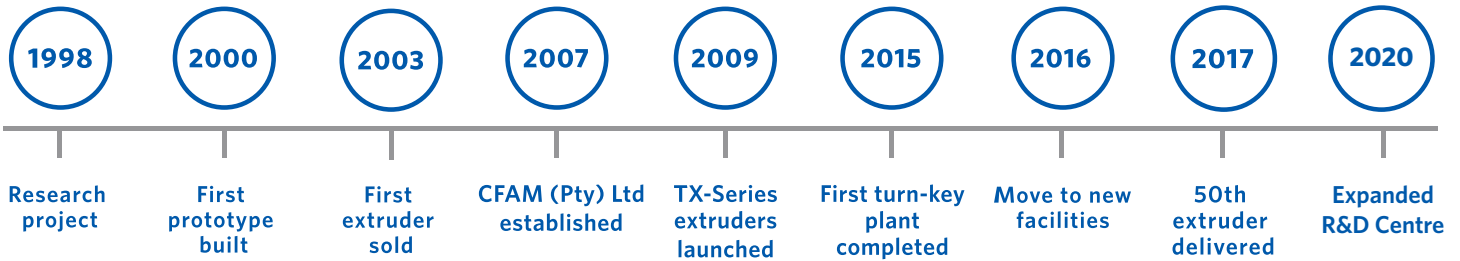 1998
Research
project
2000
First
prototype
built
2003
First
extruder
sold
2007
CFAM (Pty) Ltd
established
2009
TX-Series
extruders
launched
2015
First turn-key
plant
completed
2016
Move to new
facilities
2017
50th
extruder
delivered
2020
Expanded
R&D Centre